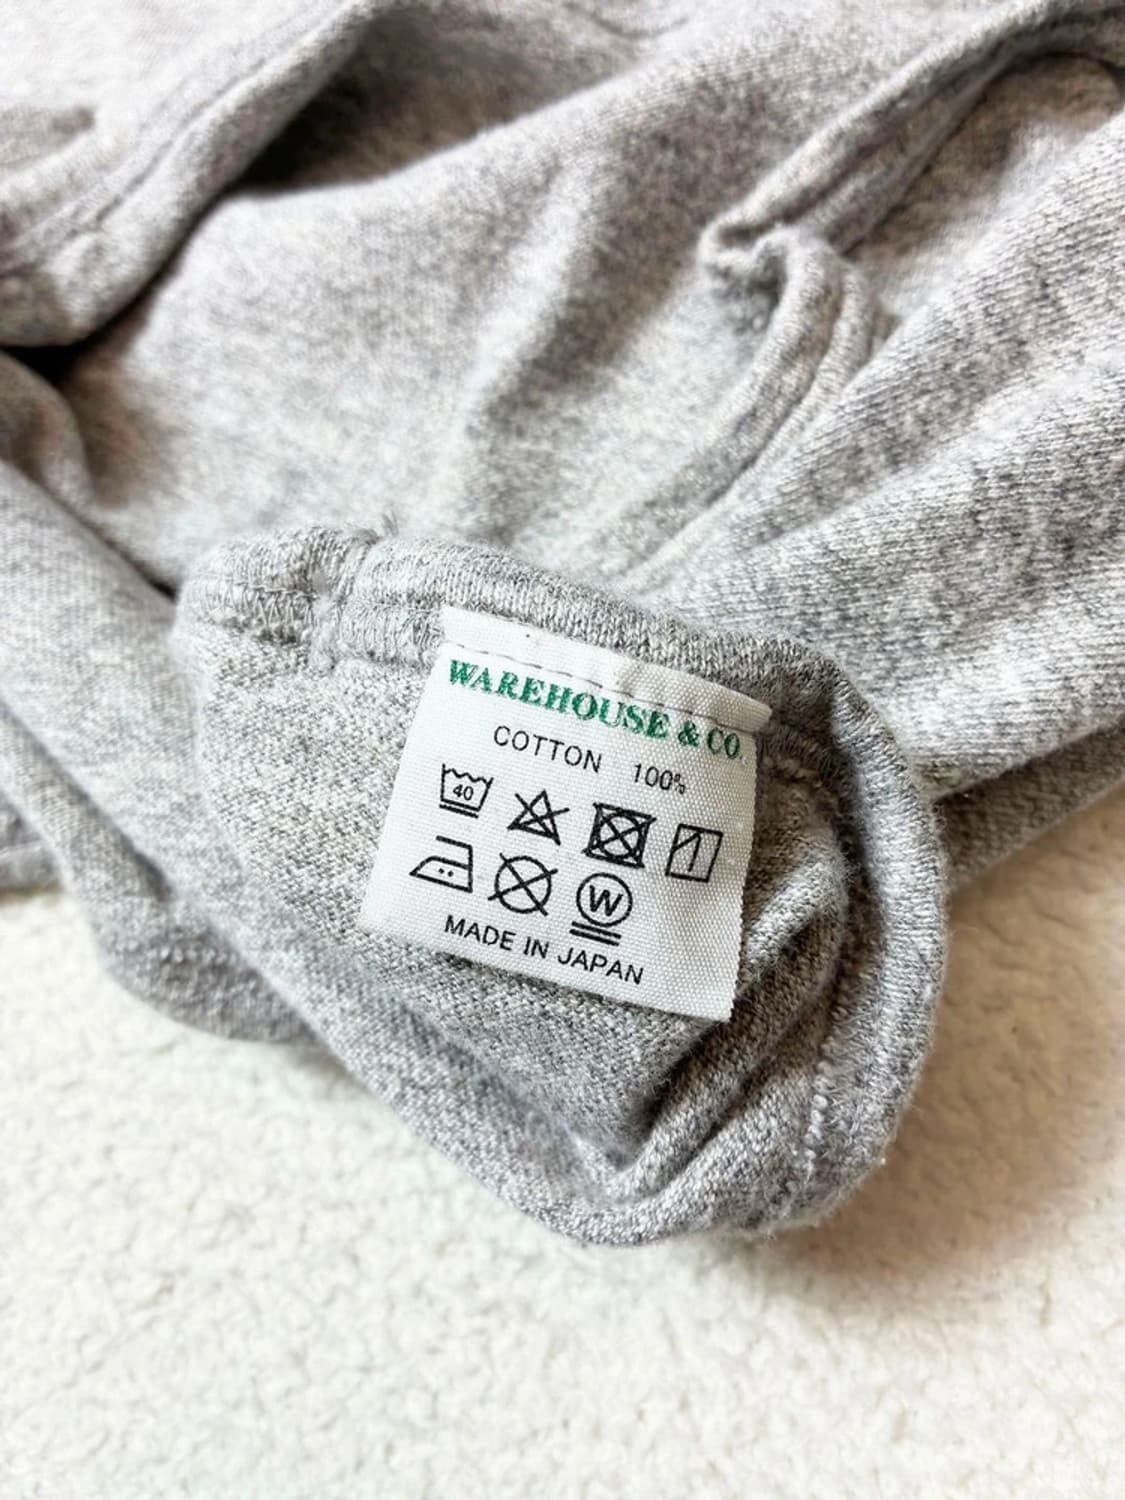 WAREHOUSE & CO.
COTTON 100%
40
W
MADE IN JAPAN